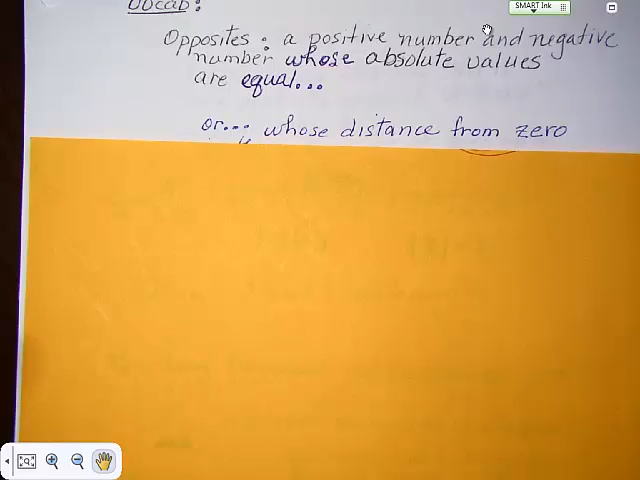 SMART Ink
Vocab:
Opposites: a positive number and negative
number whose absolute values
are equal...
or... whose distance from zero